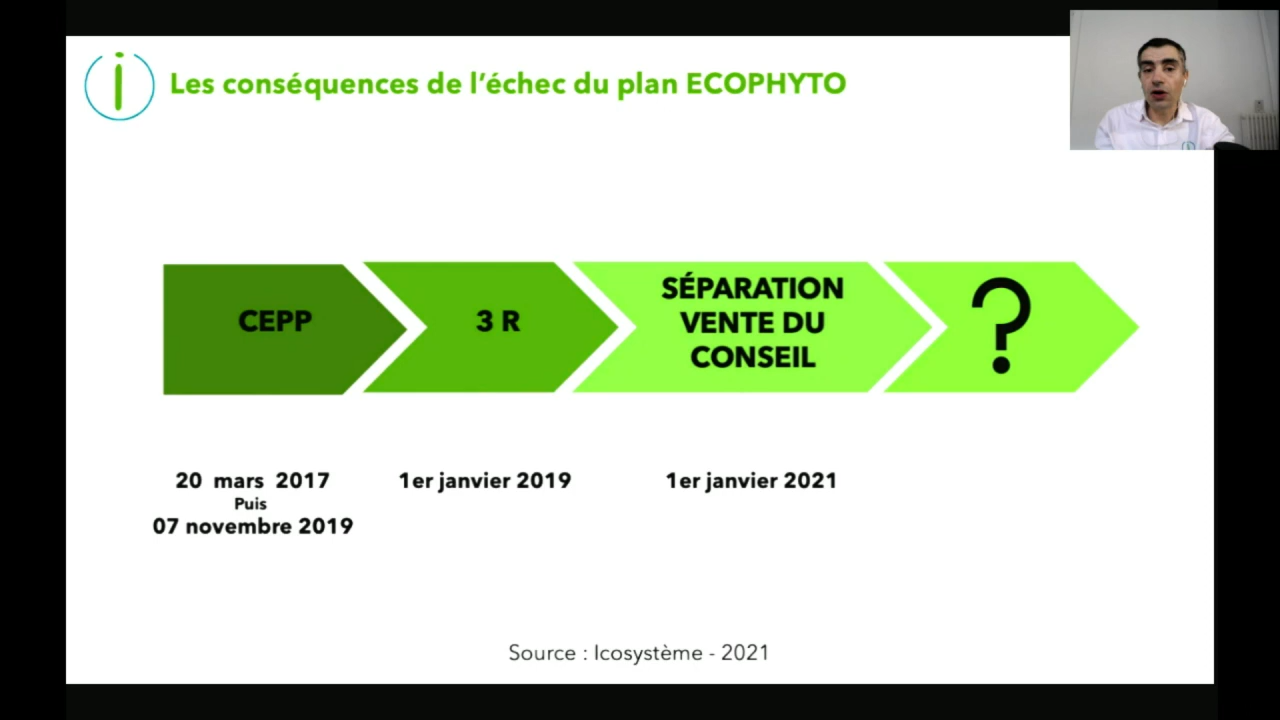 Les conséquences de l'échec du plan ECOPHYTO
CEPP
3 R
SÉPARATION
VENTE DU
CONSEIL
?
20 mars 2017
Puis
07 novembre 2019
1er janvier 2019
1er janvier 2021
Source : Icosystème - 2021